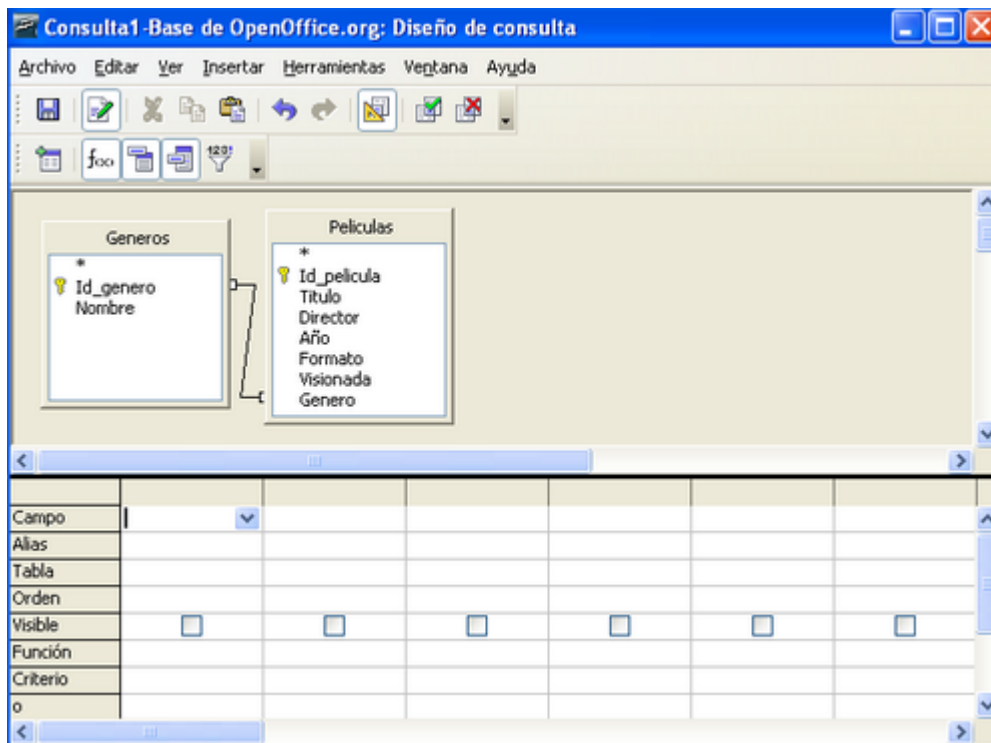 Consulta1-Base de OpenOffice.org: Diseño de consulta
Archivo Editar Ver Insertar Herramientas Ventana Ayuda
Generos
*
Id_genero
Nombre
Peliculas
*
Id_pelicula
Titulo
Director
Año
Formato
Visionada
Genero
Campo
Alias
Tabla
Orden
Visible
Función
Criterio
o